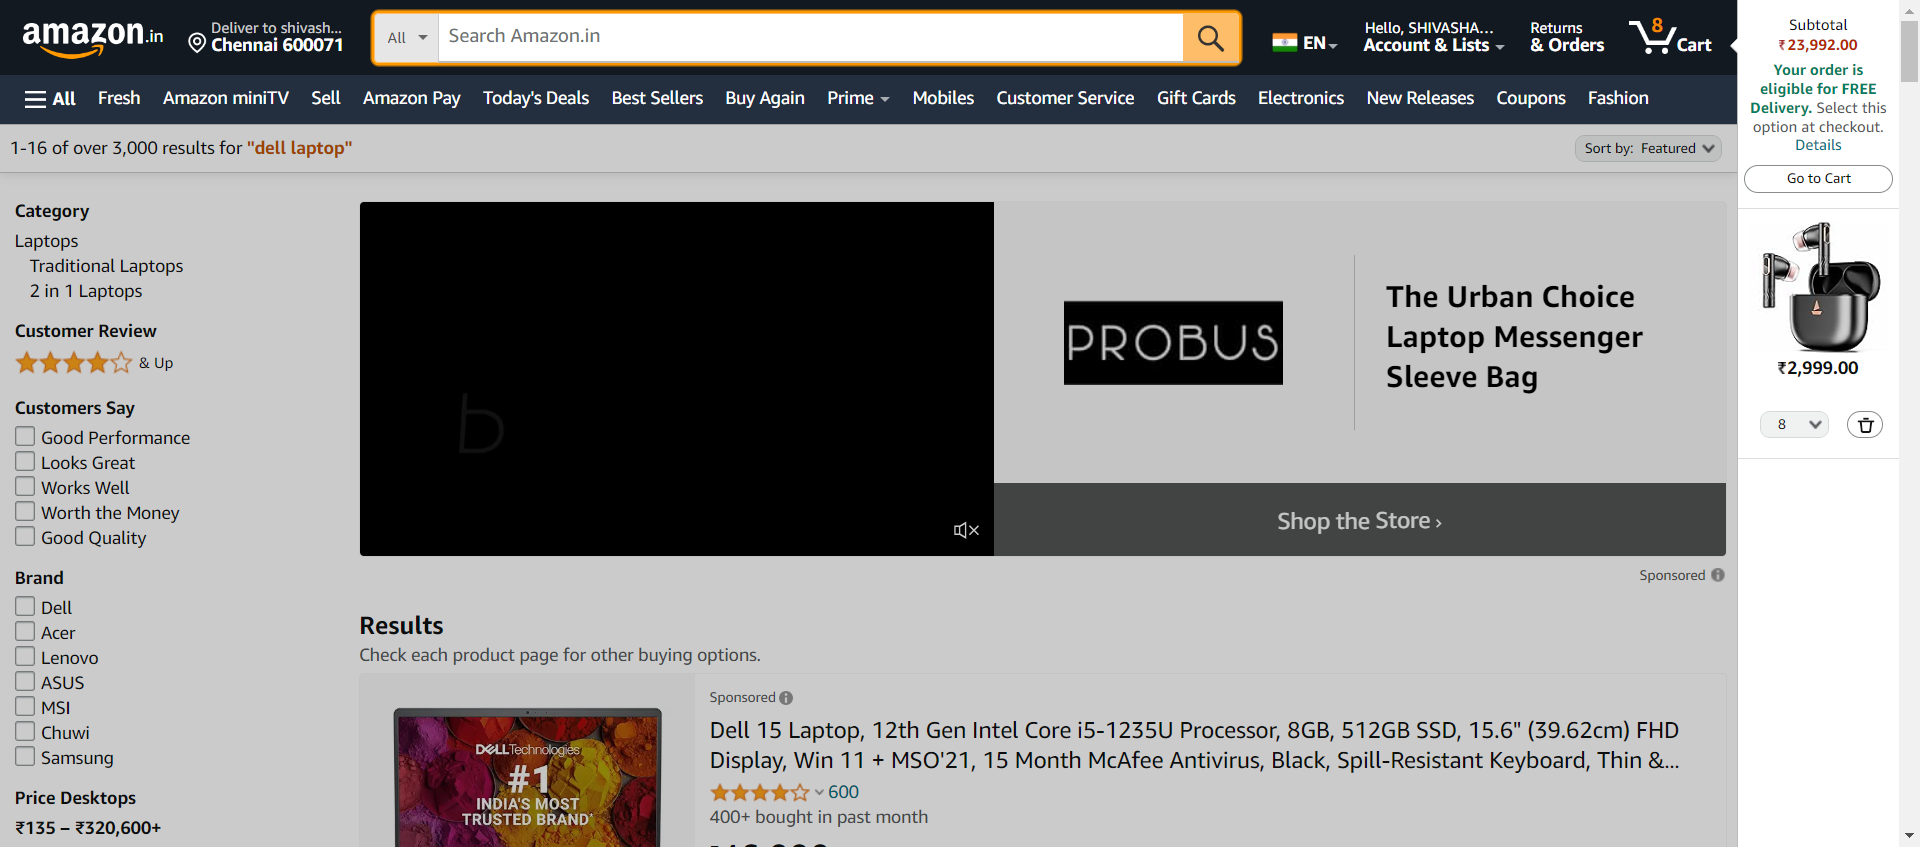 amazon.in
Deliver to shivash...
Chennai 600071
All
Search Amazon.in
EN
Hello, SHIVASHA...
Account & Lists
Returns
& Orders
8
Cart
All
Fresh
Amazon miniTV
Sell
Amazon Pay
Today's Deals
Best Sellers
Buy Again
Prime
Mobiles
Customer Service
Gift Cards
Electronics
New Releases
Coupons
Fashion
1-16 of over 3,000 results for "dell laptop"
Sort by: Featured
Category
Laptops
Traditional Laptops
2 in 1 Laptops
Customer Review
& Up
Customers Say
Good Performance
Looks Great
Works Well
Worth the Money
Good Quality
Brand
Dell
Acer
Lenovo
ASUS
MSI
Chuwi
Samsung
Price Desktops
₹135 – ₹320,600+
b
PROBUS
The Urban Choice
Laptop Messenger
Sleeve Bag
Shop the Store ›
Sponsored
Results
Check each product page for other buying options.
DELLTechnologies
#1
INDIA'S MOST
TRUSTED BRAND*
Sponsored
Dell 15 Laptop, 12th Gen Intel Core i5-1235U Processor, 8GB, 512GB SSD, 15.6" (39.62cm) FHD
Display, Win 11 + MSO'21, 15 Month McAfee Antivirus, Black, Spill-Resistant Keyboard, Thin &...
600
400+ bought in past month
Subtotal
₹23,992.00
Your order is
eligible for FREE
Delivery. Select this
option at checkout.
Details
Go to Cart
₹2,999.00
8